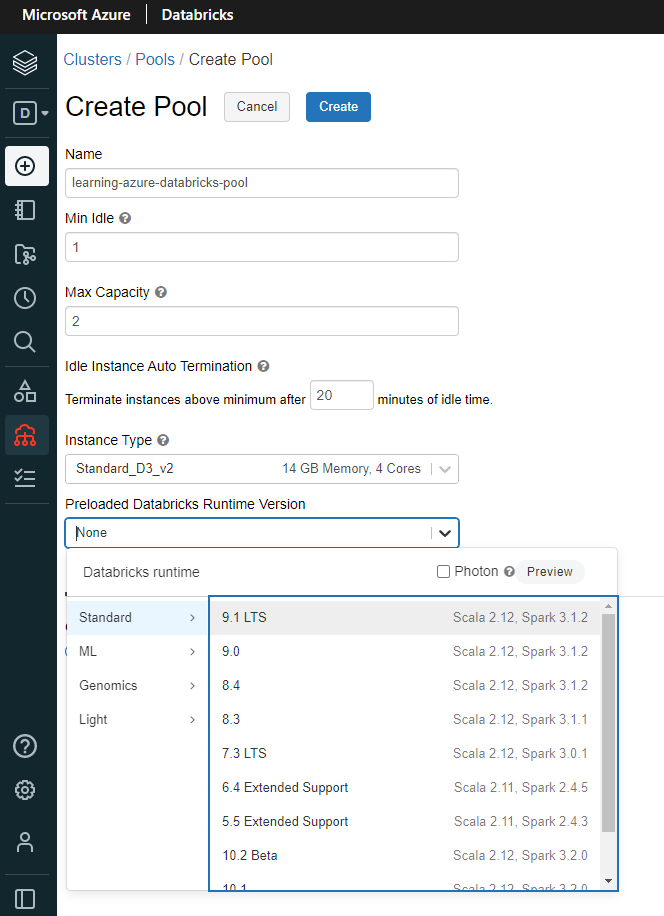 Microsoft Azure Databricks
Clusters / Pools / Create Pool
D
Create Pool Cancel Create
Name
learning-azure-databricks-pool
Min Idle ?
1
Max Capacity ?
2
Idle Instance Auto Termination ?
Terminate instances above minimum after 20 minutes of idle time.
Instance Type ?
Standard_D3_v2 14 GB Memory, 4 Cores
Preloaded Databricks Runtime Version
None
Databricks runtime Photon ? Preview
Standard
ML
Genomics
Light
9.1 LTS Scala 2.12, Spark 3.1.2
9.0 Scala 2.12, Spark 3.1.2
8.4 Scala 2.12, Spark 3.1.2
8.3 Scala 2.12, Spark 3.1.1
7.3 LTS Scala 2.12, Spark 3.0.1
6.4 Extended Support Scala 2.11, Spark 2.4.5
5.5 Extended Support Scala 2.11, Spark 2.4.3
10.2 Beta Scala 2.12, Spark 3.2.0
10.1 Scala 2.12, Spark 3.2.0
?